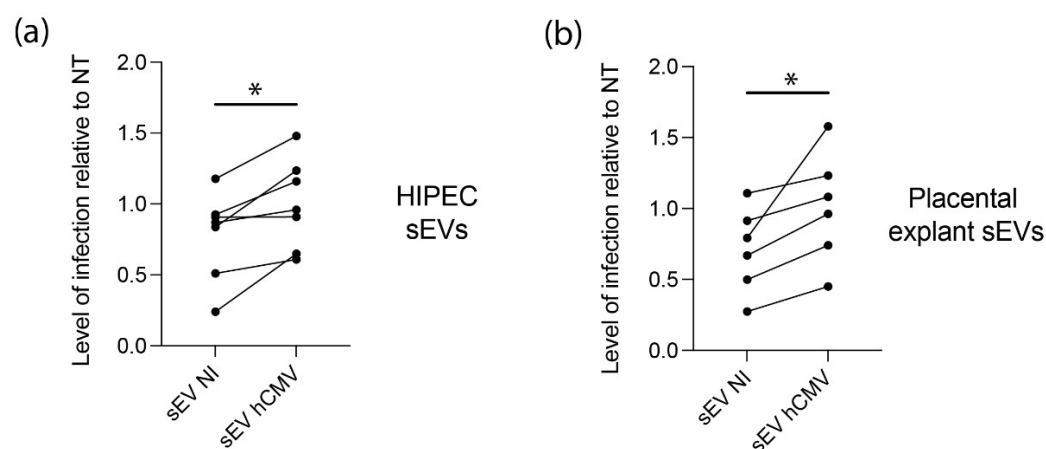 (a)
Level of infection relative to NT
2.0
1.5
1.0
0.5
0.0
*
sEV NI
sEV hCMV
HIPEC
sEVs
(b)
Level of infection relative to NT
2.0
1.5
1.0
0.5
0.0
*
sEV NI
sEV hCMV
Placental
explant sEVs